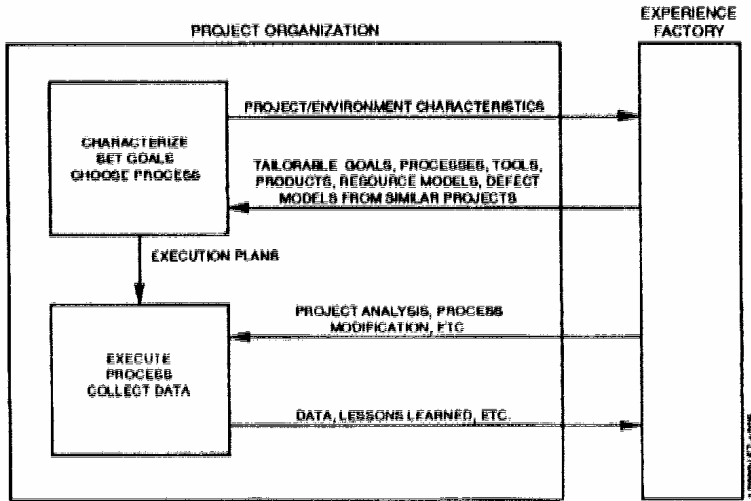 PROJECT ORGANIZATION
EXPERIENCE
FACTORY
CHARACTERIZE
SET GOALS
CHOOSE PROCESS
PROJECT/ENVIRONMENT CHARACTERISTICS
TAILORABLE GOALS, PROCESSES, TOOLS,
PRODUCTS, RESOURCE MODELS, DEFECT
MODELS FROM SIMILAR PROJECTS
EXECUTION PLANS
PROJECT ANALYSIS, PROCESS
MODIFICATION, ETC
EXECUTE
PROCESS
COLLECT DATA
DATA, LESSONS LEARNED, ETC.